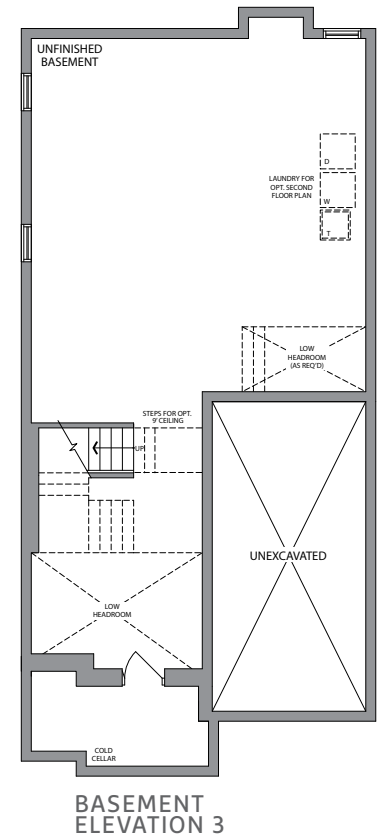 UNFINISHED
BASEMENT
D
LAUNDRY FOR
OPT. SECOND
FLOOR PLAN
W
T
LOW
HEADROOM
(AS REQ'D)
STEPS FOR OPT.
9' CEILING
UP
UNEXCAVATED
LOW
HEADROOM
COLD
CELLAR
BASEMENT
ELEVATION 3